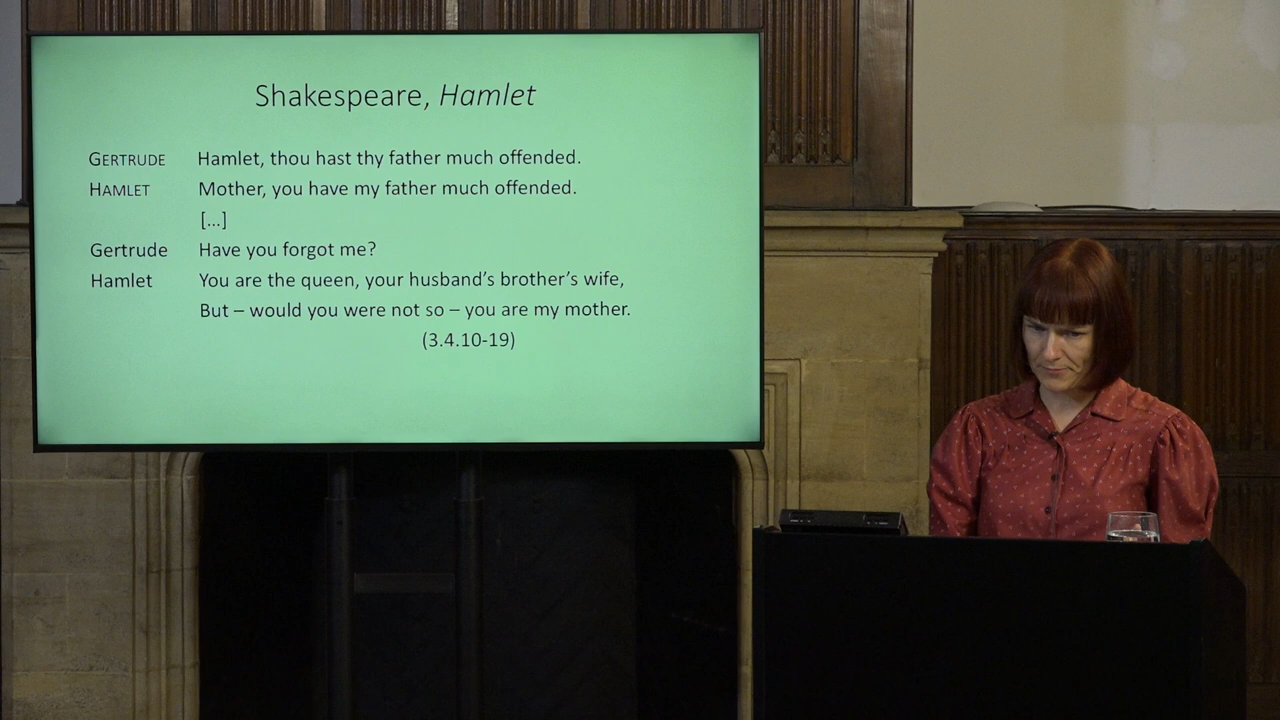 Shakespeare, Hamlet
GERTRUDE Hamlet, thou hast thy father much offended.
HAMLET Mother, you have my father much offended.
[...]
Gertrude Have you forgot me?
Hamlet You are the queen, your husband’s brother’s wife,
But – would you were not so – you are my mother.
(3.4.10-19)